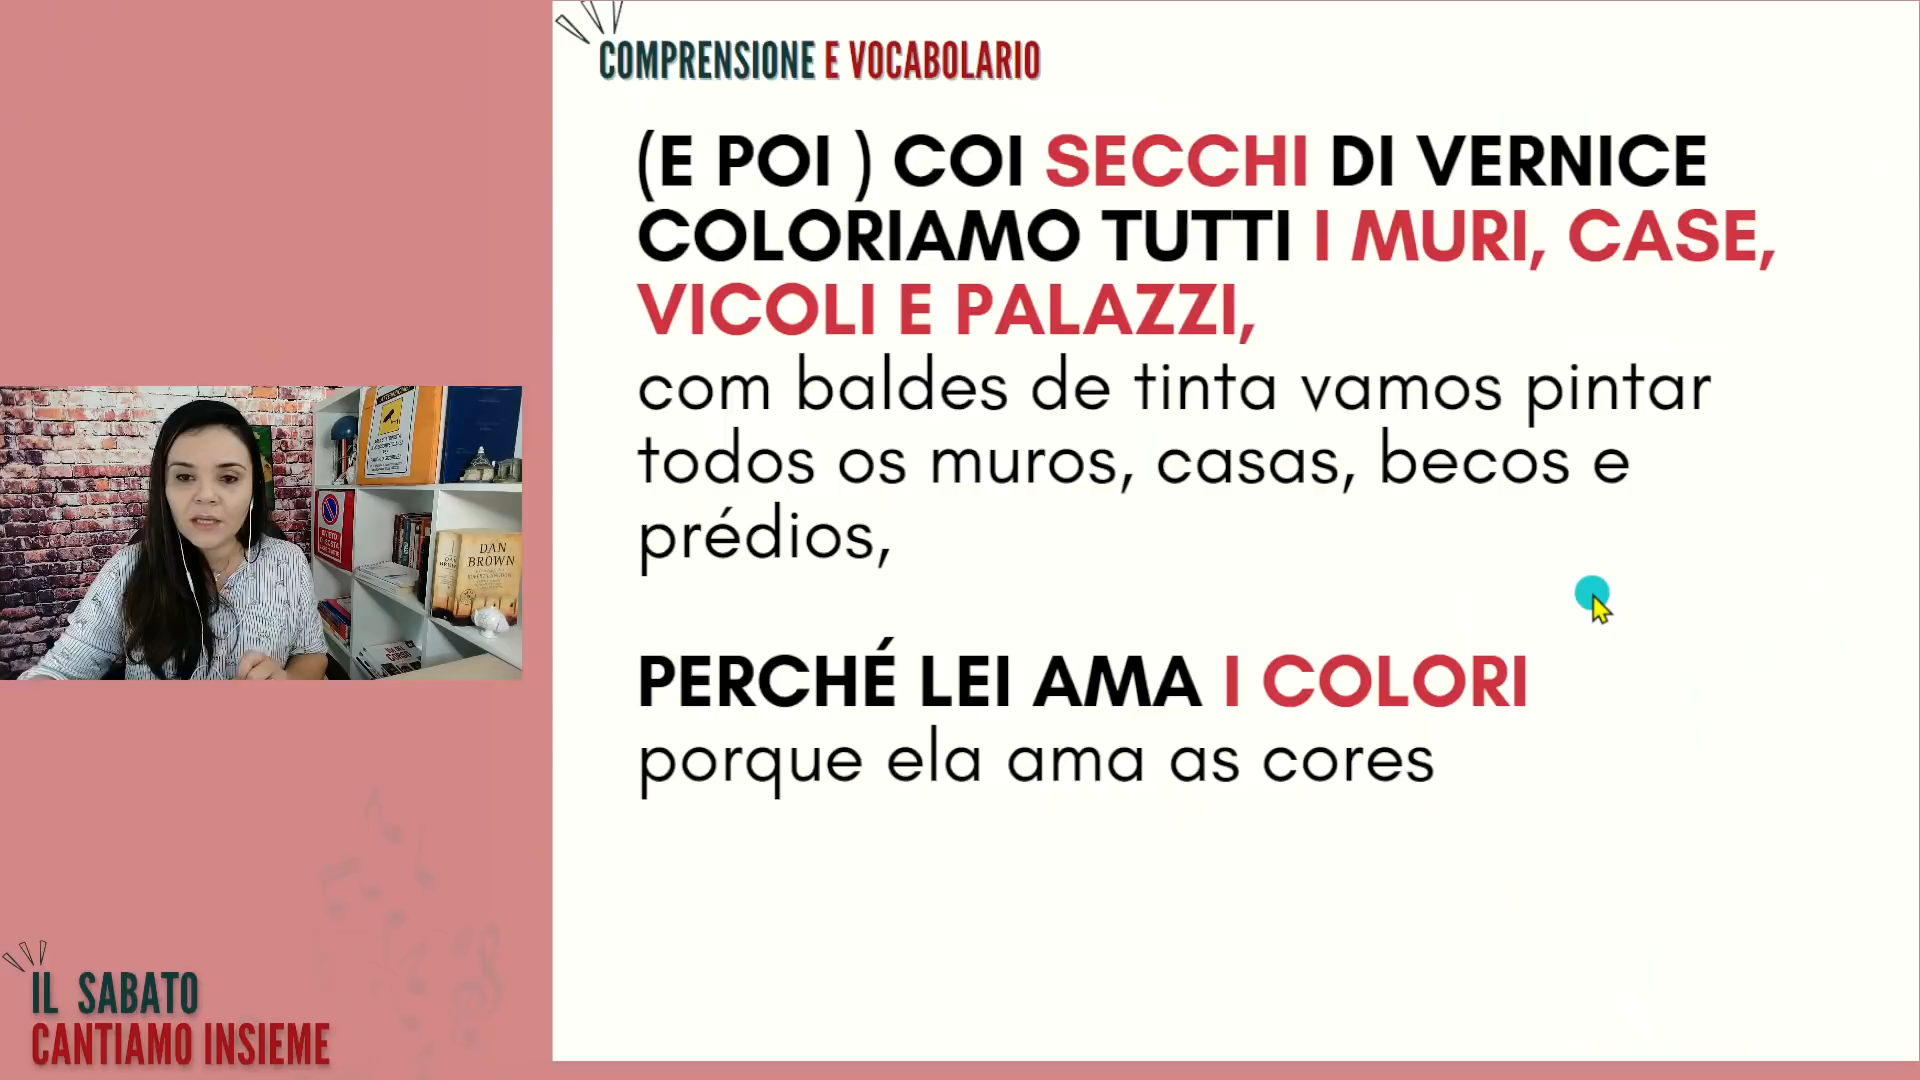 COMPRENSIONE E VOCABOLARIO
(E POI ) COI SECCHI DI VERNICE
COLORIAMO TUTTI I MURI, CASE,
VICOLI E PALAZZI,
com baldes de tinta vamos pintar
todos os muros, casas, becos e
prédios,
PERCHÉ LEI AMA I COLORI
porque ela ama as cores
DAN
BROWN
IL SABATO
CANTIAMO INSIEME